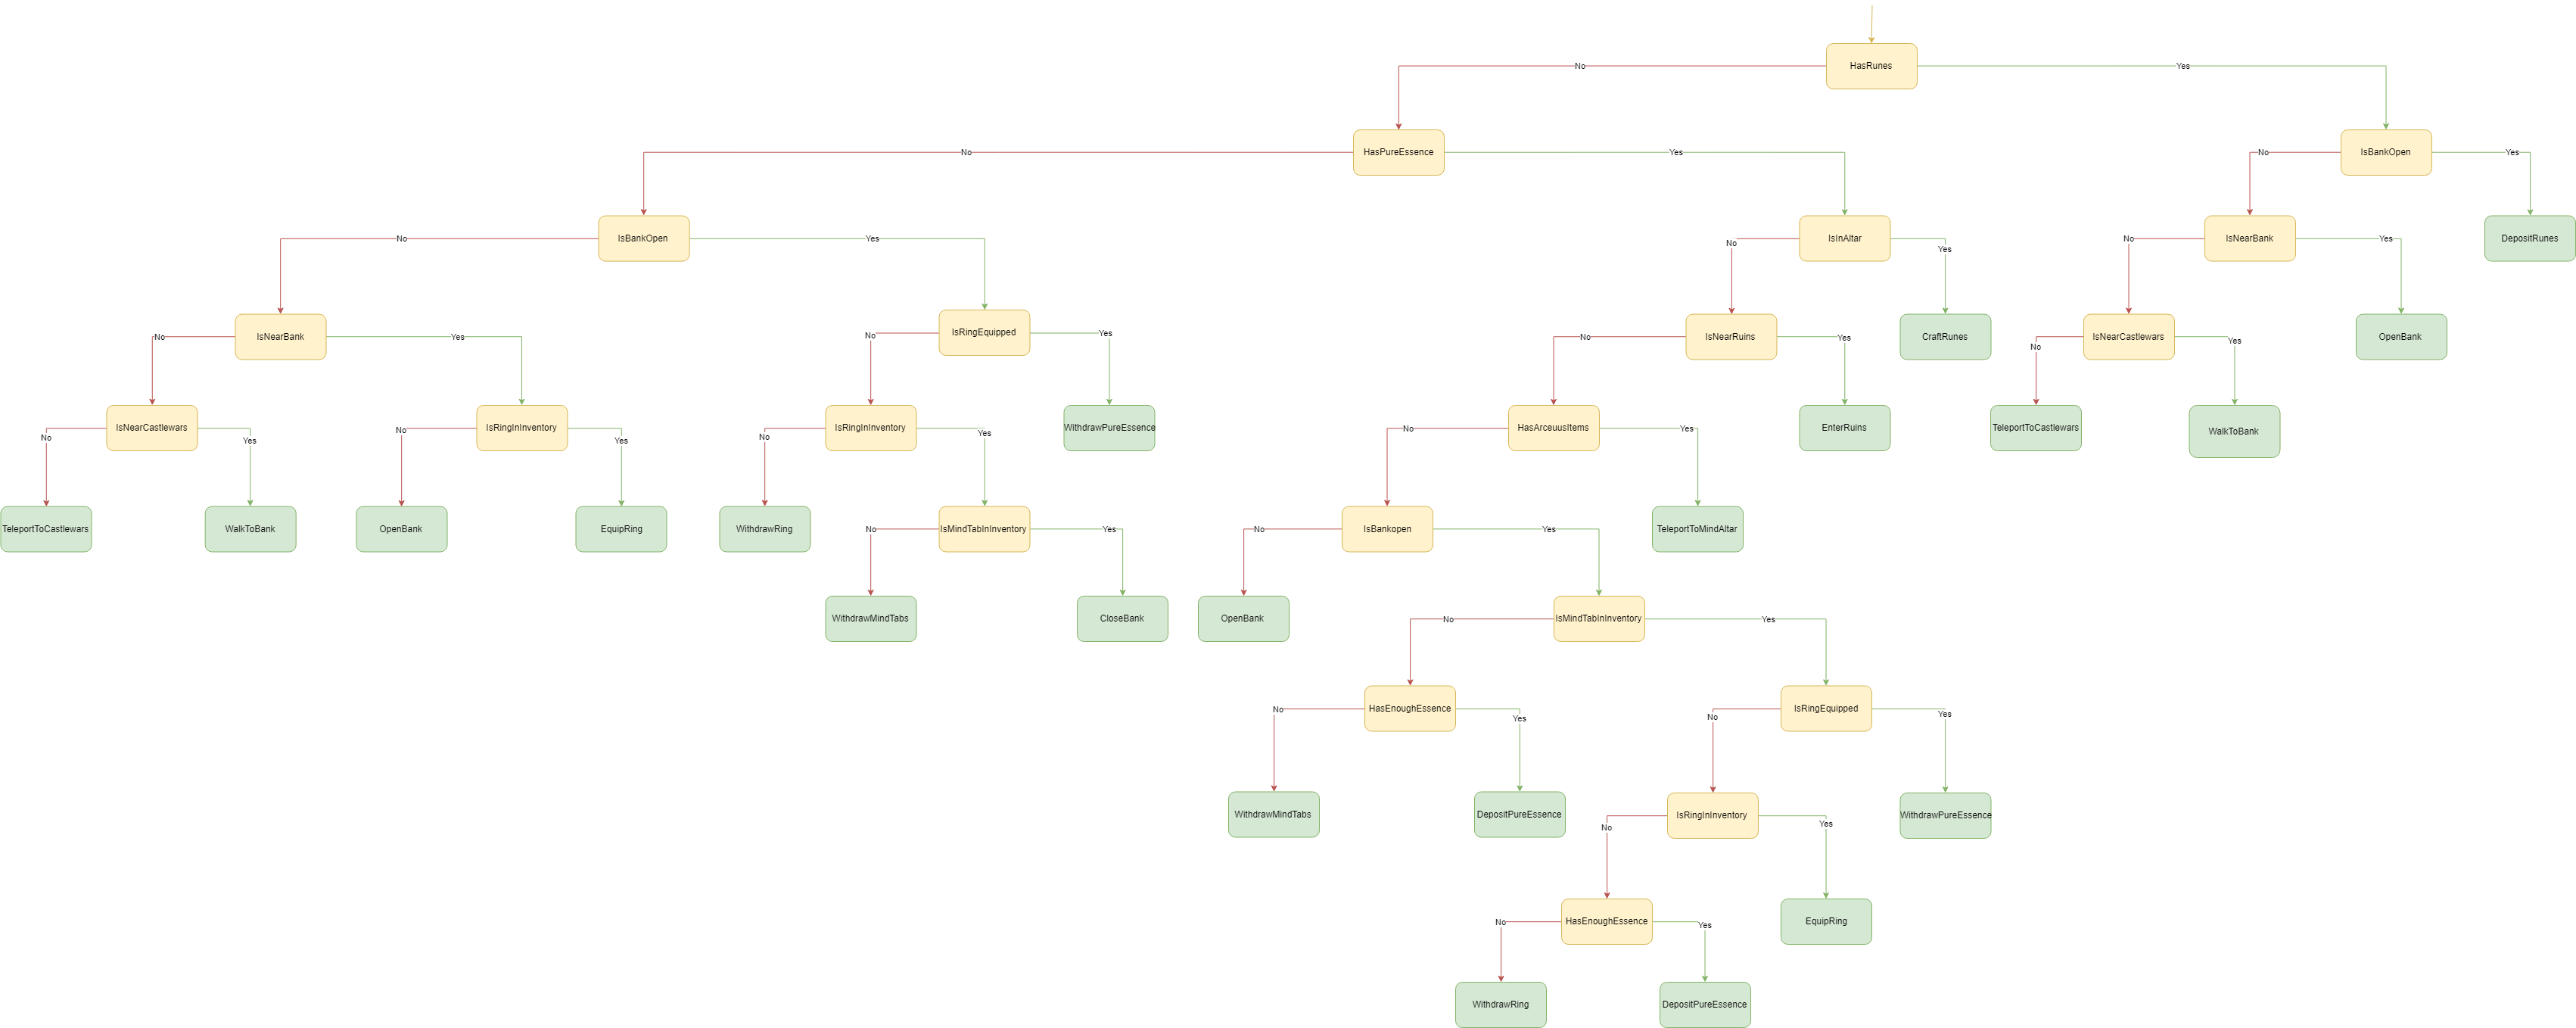 HasRunes
No
Yes
HasPureEssence
IsBankOpen
No
Yes
No
Yes
IsBankOpen
IsInAltar
IsNearBank
DepositRunes
No
Yes
No
Yes
No
Yes
IsRingEquipped
IsNearBank
IsNearRuins
CraftRunes
IsNearCastlewars
OpenBank
No
Yes
No
Yes
No
Yes
No
Yes
IsNearCastlewars
IsRingInInventory
IsRingInInventory
WithdrawPureEssence
HasArceuusItems
EnterRuins
TeleportToCastlewars
WalkToBank
No
Yes
No
Yes
No
Yes
No
Yes
TeleportToCastlewars
WalkToBank
OpenBank
EquipRing
WithdrawRing
IsMindTabInInventory
IsBankopen
TeleportToMindAltar
No
Yes
No
Yes
WithdrawMindTabs
CloseBank
OpenBank
IsMindTabInInventory
No
Yes
HasEnoughEssence
IsRingEquipped
No
Yes
No
Yes
WithdrawMindTabs
DepositPureEssence
IsRingInInventory
WithdrawPureEssence
No
Yes
HasEnoughEssence
EquipRing
No
Yes
WithdrawRing
DepositPureEssence